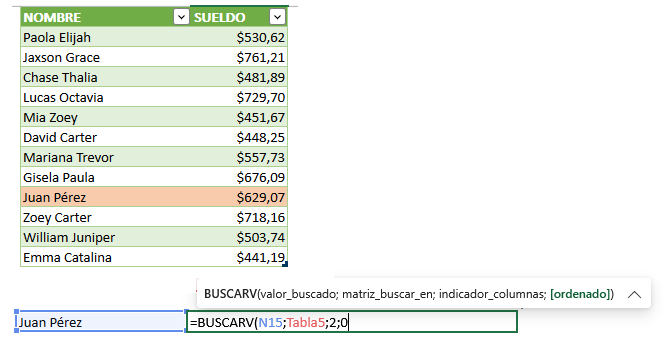 NOMBRE SUELDO
Paola Elijah $530,62
Jaxson Grace $761,21
Chase Thalia $481,89
Lucas Octavia $729,70
Mia Zoey $451,67
David Carter $448,25
Mariana Trevor $557,73
Gisela Paula $676,09
Juan Pérez $629,07
Zoey Carter $718,16
William Juniper $503,74
Emma Catalina $441,19
BUSCARV(valor_buscado; matriz_buscar_en; indicador_columnas; [ordenado])
Juan Pérez =BUSCARV(N15;Tabla5;2;0